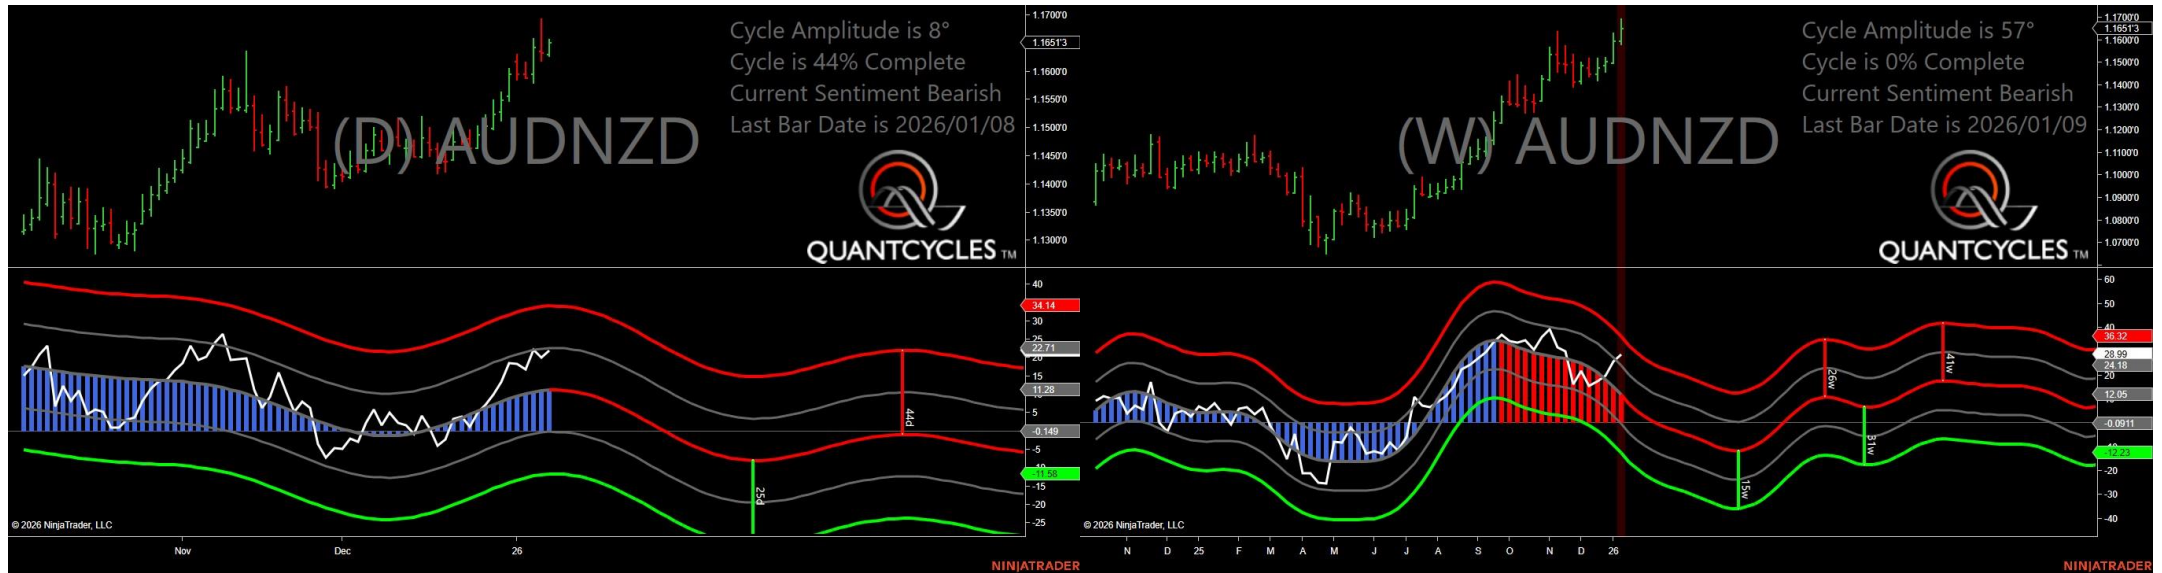 Cycle Amplitude is 8°
Cycle is 44% Complete
Current Sentiment Bearish
Last Bar Date is 2026/01/08
(D) AUDNZD
QUANTCYCLES TM
1.1700'0
1.1651'3
1.1600'0
1.1550'0
1.1500'0
1.1450'0
1.1400'0
1.1350'0
1.1300'0
40
34.14
30
25
22.71
20
15
11.28
5
-0.149
-5
-11.58
-15
-20
-25
25d
44d
© 2026 NinjaTrader, LLC
Nov
Dec
26
NINJATRADER
Cycle Amplitude is 57°
Cycle is 0% Complete
Current Sentiment Bearish
Last Bar Date is 2026/01/09
(W) AUDNZD
QUANTCYCLES TM
1.1700'0
1.1651'3
1.1600'0
1.1500'0
1.1400'0
1.1300'0
1.1200'0
1.1100'0
1.1000'0
1.0900'0
1.0800'0
1.0700'0
60
50
40
36.32
28.99
24.18
20
12.05
-0.0911
-12.23
-20
-30
-40
15w
26w
31w
41w
© 2026 NinjaTrader, LLC
N
D
25
F
M
A
M
J
J
A
S
O
N
D
26
NINJATRADER